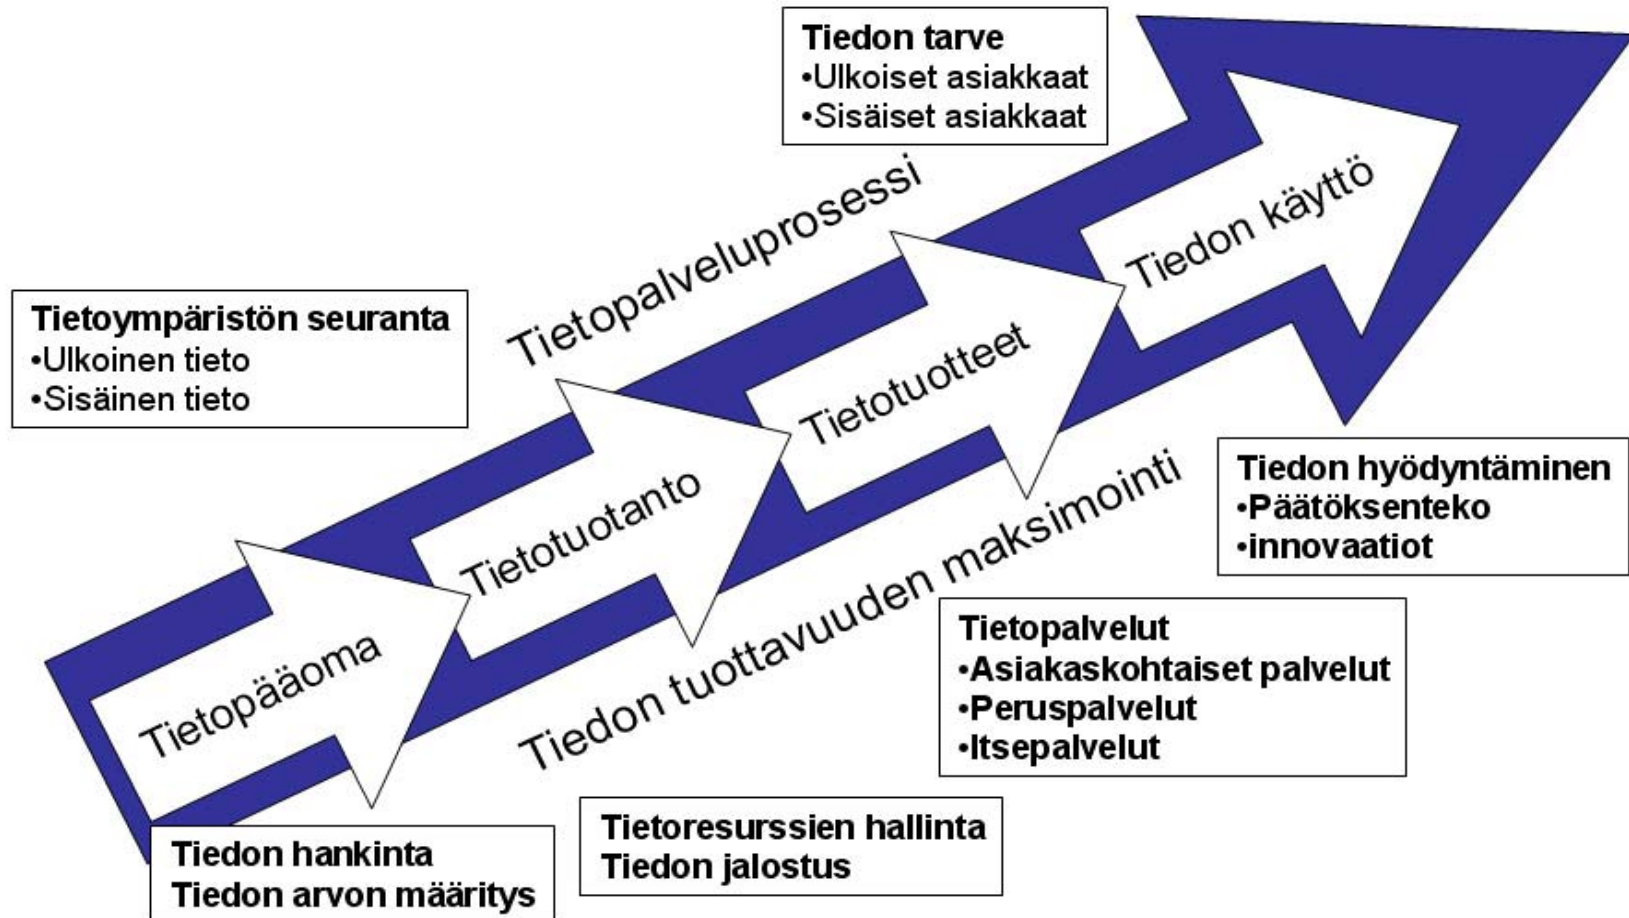 Tiedon tarve
•Ulkoiset asiakkaat
•Sisäiset asiakkaat
Tietopalveluprosessi
Tiedon käyttö
Tietoympäristön seuranta
•Ulkoinen tieto
•Sisäinen tieto
Tietotuotteet
Tietotuotanto
Tietopääoma
Tiedon tuottavuuden maksimointi
Tiedon hyödyntäminen
•Päätöksenteko
•innovaatiot
Tietopalvelut
•Asiakaskohtaiset palvelut
•Peruspalvelut
•Itsepalvelut
Tietoresurssien hallinta
Tiedon jalostus
Tiedon hankinta
Tiedon arvon määritys